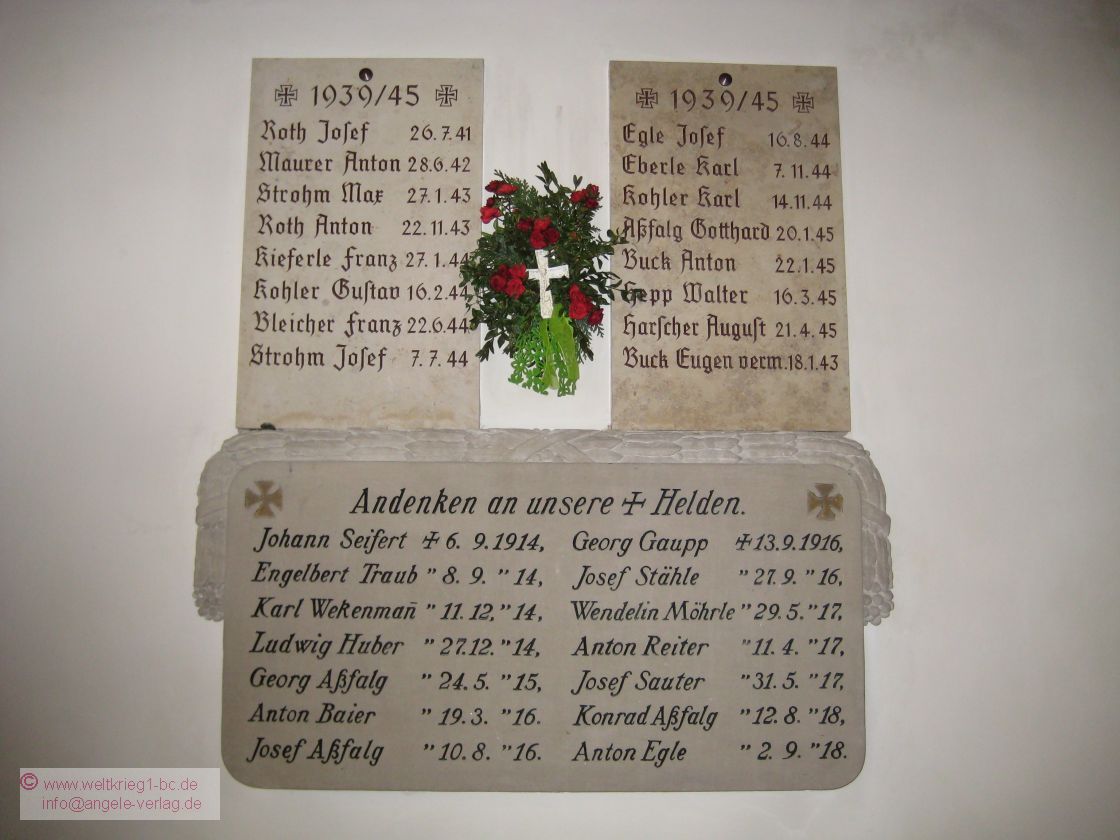 1939/45
Roth Josef 26.7.41
Maurer Anton 28.6.42
Strohm Max 27.1.43
Roth Anton 22.11.43
Kieferle Franz 27.1.44
Kohler Gustav 16.2.44
Bleicher Franz 22.6.44
Strohm Josef 7.7.44
1939/45
Egle Josef 16.8.44
Eberle Karl 7.11.44
Kohler Karl 14.11.44
Aßfalg Gotthard 20.1.45
Buck Anton 22.1.45
Hepp Walter 16.3.45
Harscher August 21.4.45
Buck Eugen verm. 18.1.43
Andenken an unsere ✢ Helden.
Johann Seifert ✢ 6. 9. 1914,
Engelbert Traub " 8. 9. " 14,
Karl Wekenman̄ " 11. 12. " 14,
Ludwig Huber " 27.12. " 14,
Georg Aßfalg " 24. 5. " 15,
Anton Baier " 19. 3. " 16.
Josef Aßfalg " 10. 8. " 16.
Georg Gaupp ✢ 13.9.1916,
Josef Stähle " 27. 9. " 16,
Wendelin Möhrle " 29. 5. " 17,
Anton Reiter " 11. 4. " 17,
Josef Sauter " 31. 5. " 17,
Konrad Aßfalg " 12. 8. " 18,
Anton Egle " 2. 9. " 18.
© www.weltkrieg1-bc.de
info@angele-verlag.de